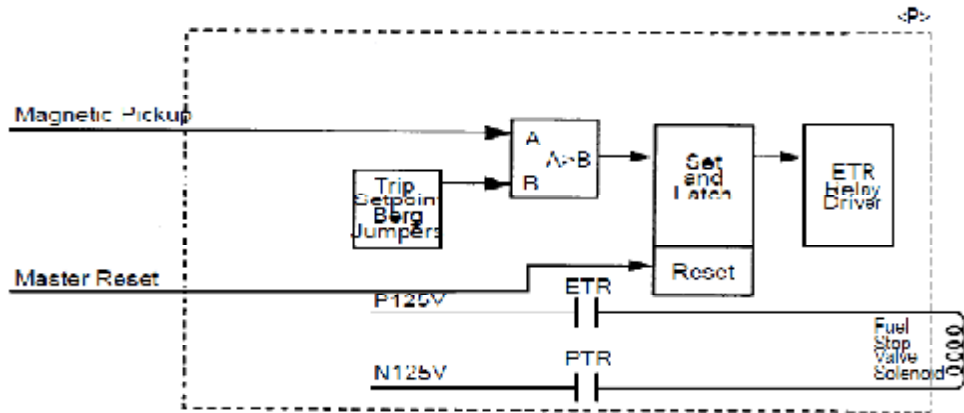 <P>
Magnetic Pickup
A
A>B
B
Trip
Setpoint
Berg
Jumpers
Set
and
Latch
ETR
Relay
Driver
Master Reset
Reset
P125V
ETR
Fuel
Stop
Valve
Solenoid
N125V
PTR